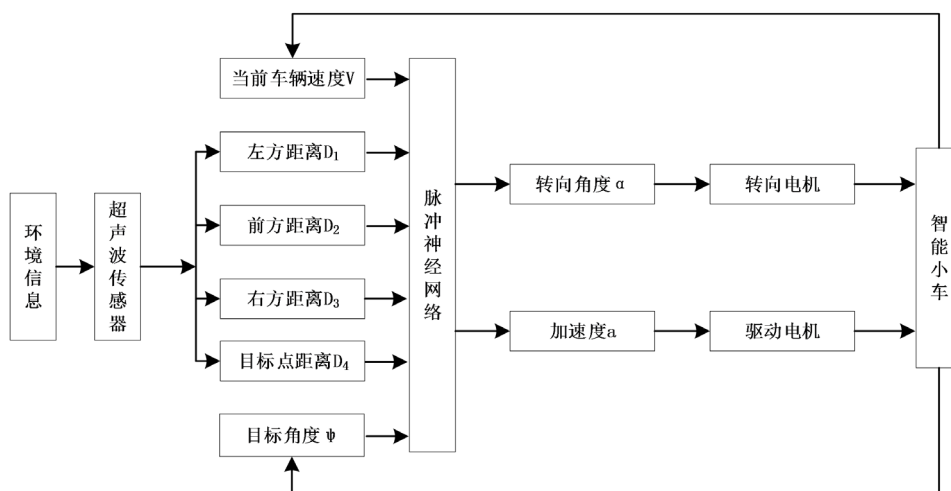 当前车辆速度V
左方距离D₁
前方距离D₂
右方距离D₃
目标点距离D₄
目标角度ψ
环境信息
超声波传感器
脉冲神经网络
转向角度α
转向电机
加速度a
驱动电机
智能小车